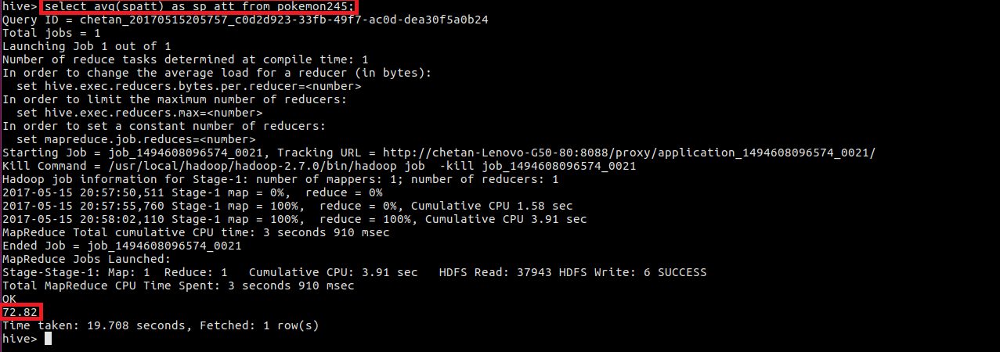 hive> select avg(spatt) as sp_att from pokemon245;
Query ID = chetan_20170515205757_c0d2d923-33fb-49f7-ac0d-dea30f5a0b24
Total jobs = 1
Launching Job 1 out of 1
Number of reduce tasks determined at compile time: 1
In order to change the average load for a reducer (in bytes):
  set hive.exec.reducers.bytes.per.reducer=<number>
In order to limit the maximum number of reducers:
  set hive.exec.reducers.max=<number>
In order to set a constant number of reducers:
  set mapreduce.job.reduces=<number>
Starting Job = job_1494608096574_0021, Tracking URL = http://chetan-Lenovo-G50-80:8088/proxy/application_1494608096574_0021/
Kill Command = /usr/local/hadoop/hadoop-2.7.0/bin/hadoop job  -kill job_1494608096574_0021
Hadoop job information for Stage-1: number of mappers: 1; number of reducers: 1
2017-05-15 20:57:50,511 Stage-1 map = 0%,  reduce = 0%
2017-05-15 20:57:55,760 Stage-1 map = 100%,  reduce = 0%, Cumulative CPU 1.58 sec
2017-05-15 20:58:02,110 Stage-1 map = 100%,  reduce = 100%, Cumulative CPU 3.91 sec
MapReduce Total cumulative CPU time: 3 seconds 910 msec
Ended Job = job_1494608096574_0021
MapReduce Jobs Launched:
Stage-Stage-1: Map: 1  Reduce: 1   Cumulative CPU: 3.91 sec   HDFS Read: 37943 HDFS Write: 6 SUCCESS
Total MapReduce CPU Time Spent: 3 seconds 910 msec
OK
72.82
Time taken: 19.708 seconds, Fetched: 1 row(s)
hive>